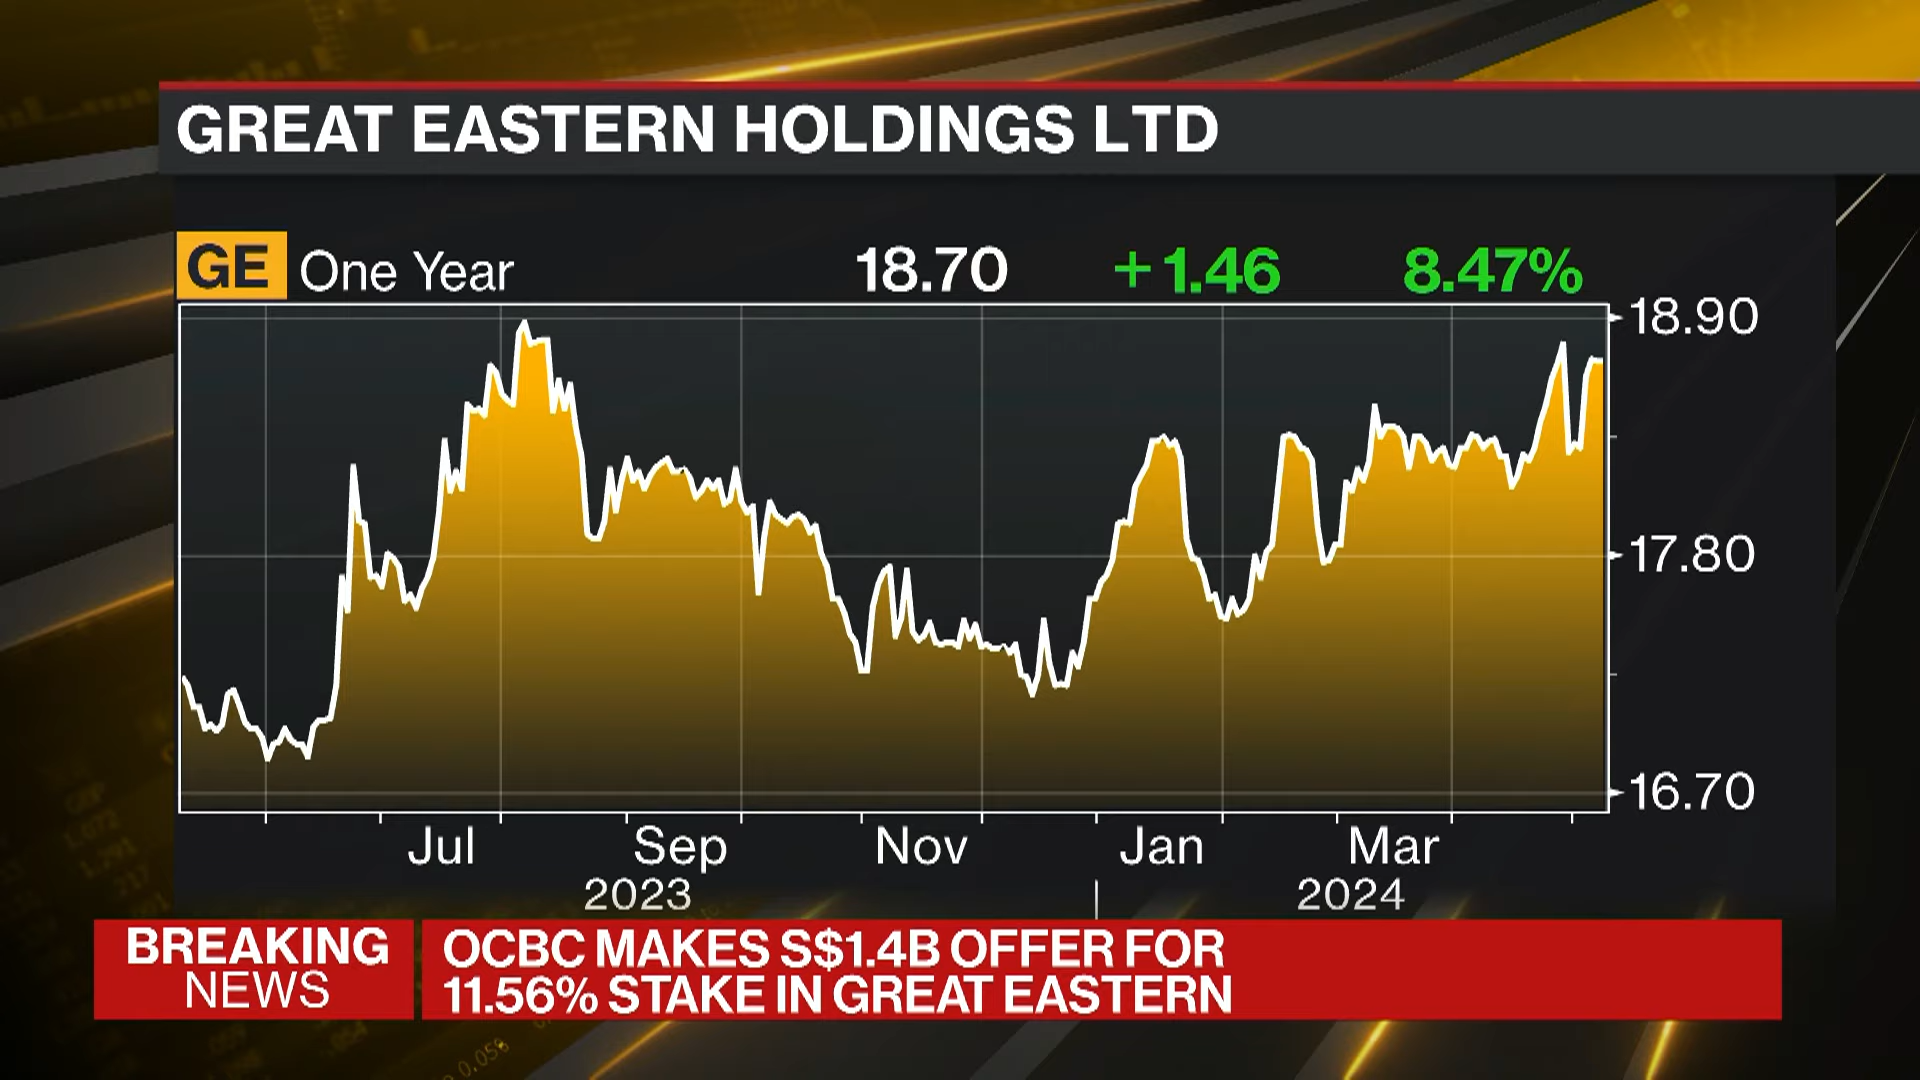 GREAT EASTERN HOLDINGS LTD
GE One Year 18.70 +1.46 8.47%
18.90
17.80
16.70
Jul Sep Nov Jan Mar
2023 2024
BREAKING
NEWS
OCBC MAKES S$1.4B OFFER FOR
11.56% STAKE IN GREAT EASTERN
0.058